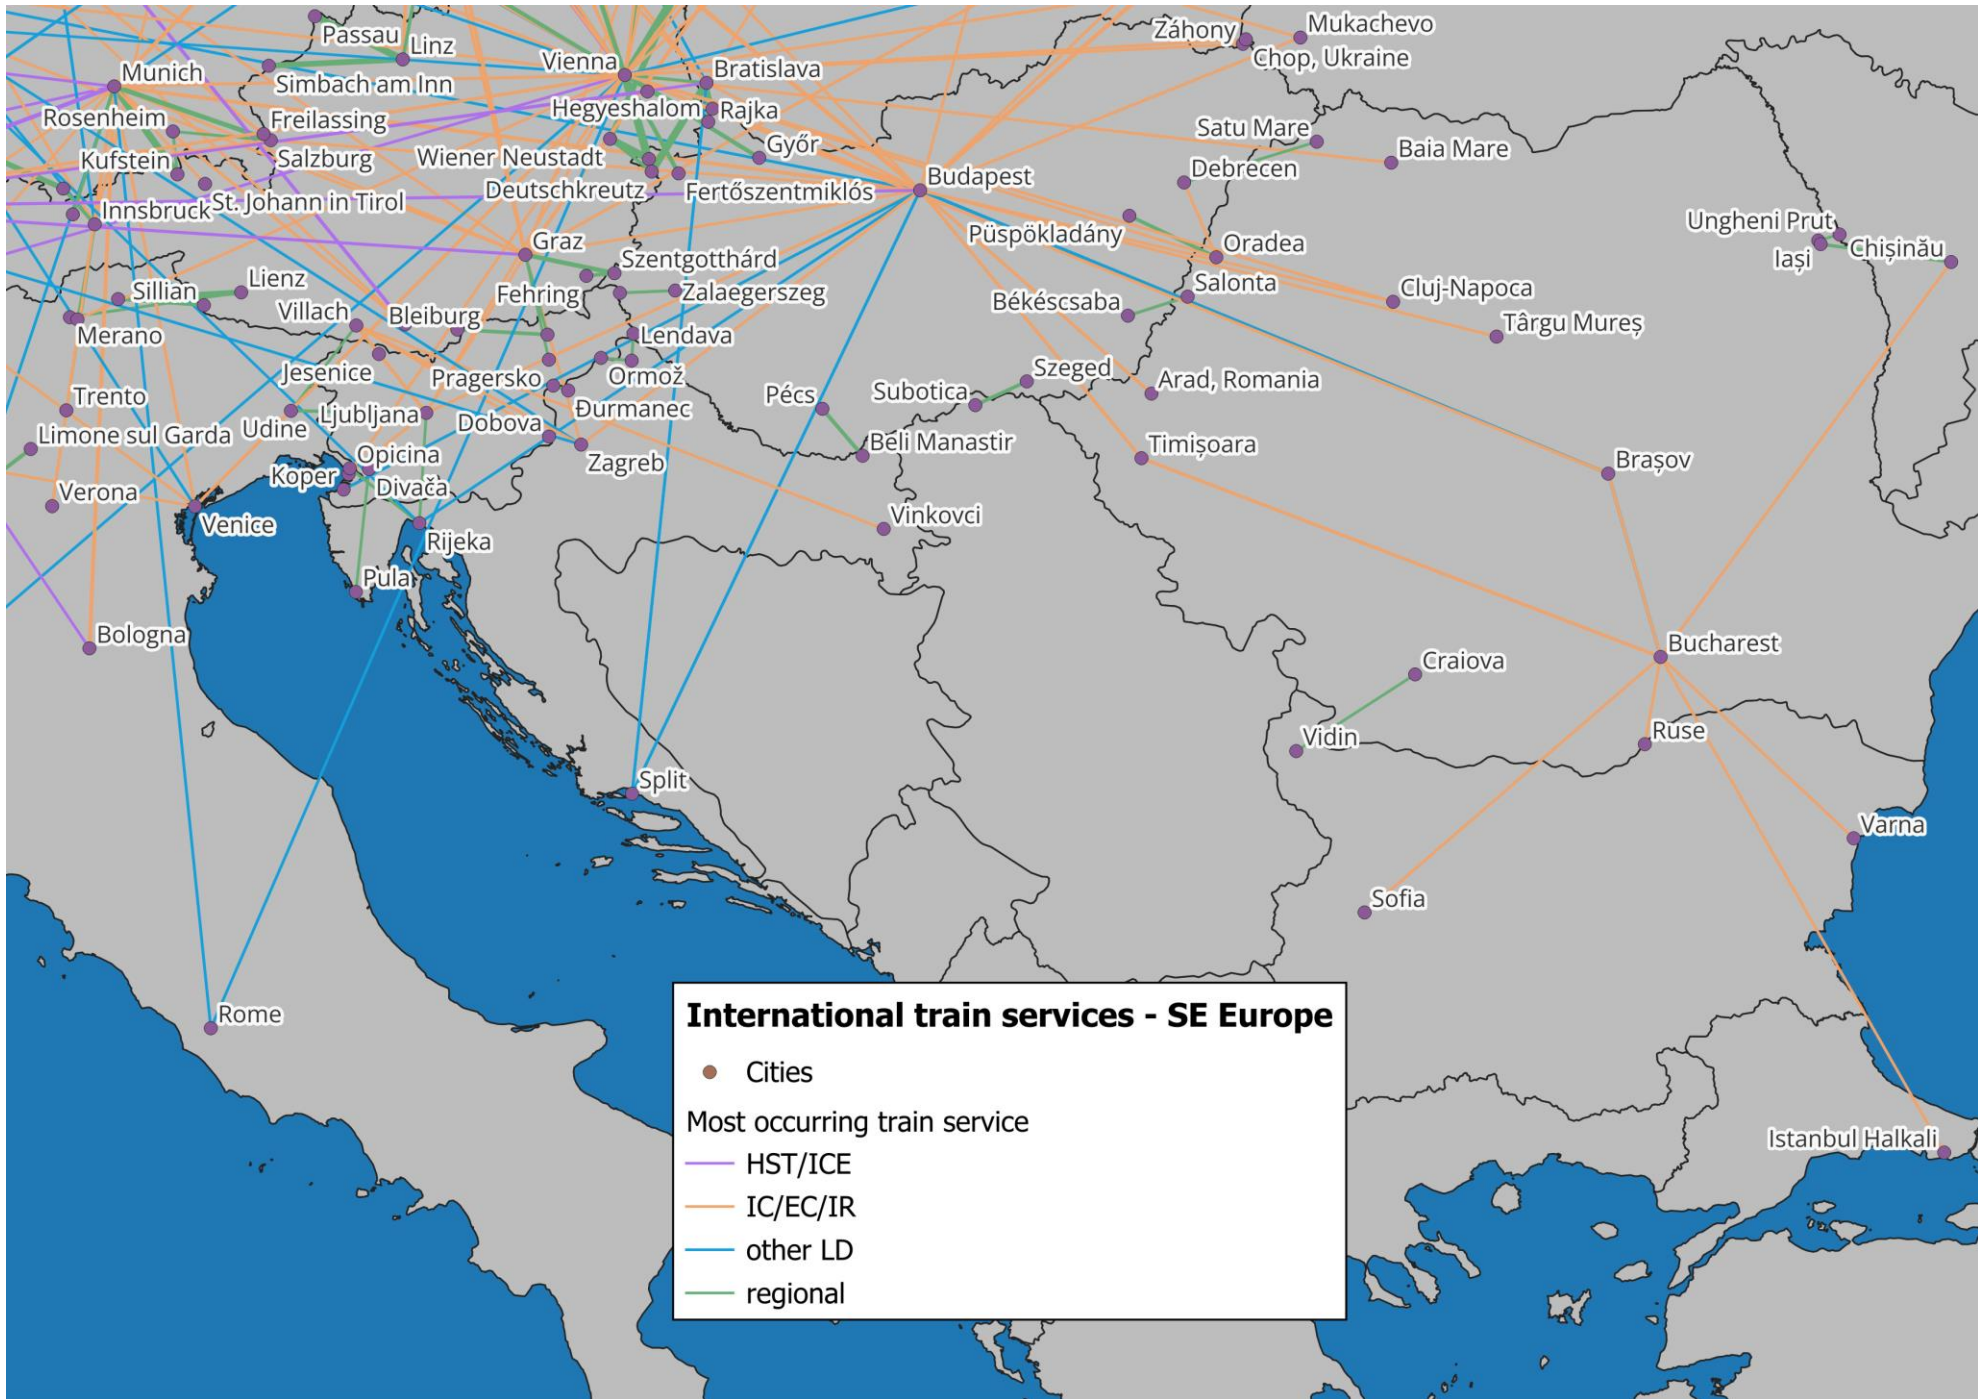 Passau
Linz
Vienna
Záhony
Mukachevo
Chop, Ukraine
Munich
Simbach am Inn
Bratislava
Hegyeshalom
Rajka
Rosenheim
Freilassing
Satu Mare
Baia Mare
Kufstein
Salzburg
Wiener Neustadt
Győr
Debrecen
Deutschkreutz
Fertőszentmiklós
Budapest
Innsbruck
St. Johann in Tirol
Püspökladány
Oradea
Ungheni Prut
Iași
Chișinău
Graz
Szentgotthárd
Sillian
Lienz
Fehring
Zalaegerszeg
Salonta
Cluj-Napoca
Villach
Bleiburg
Békéscsaba
Târgu Mureș
Merano
Lendava
Jesenice
Pragersko
Ormož
Szeged
Arad, Romania
Trento
Udine
Ljubljana
Đurmanec
Pécs
Subotica
Limone sul Garda
Dobova
Beli Manastir
Timișoara
Opicina
Zagreb
Brașov
Koper
Divača
Verona
Venice
Vinkovci
Rijeka
Pula
Bologna
Bucharest
Craiova
Vidin
Ruse
Split
Varna
Sofia
Rome
Istanbul Halkali
International train services - SE Europe
Cities
Most occurring train service
HST/ICE
IC/EC/IR
other LD
regional